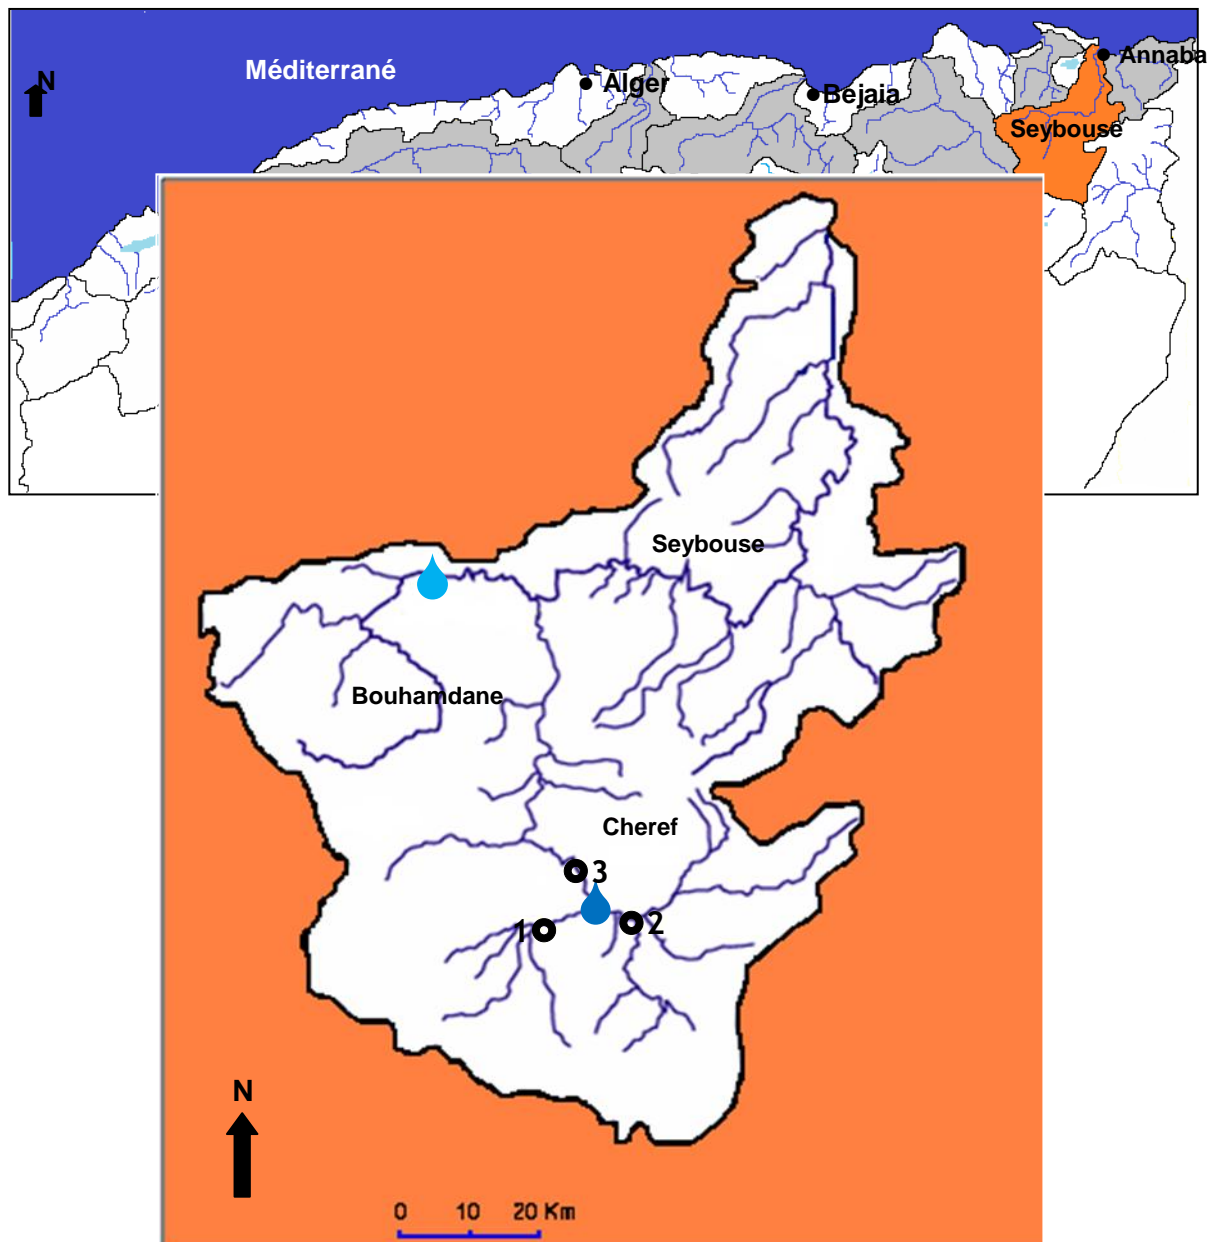 N
Méditerrané
Alger
Bejaia
Annaba
Seybouse
Seybouse
Bouhamdane
Cheref
3
1
2
N
0 10 20 Km